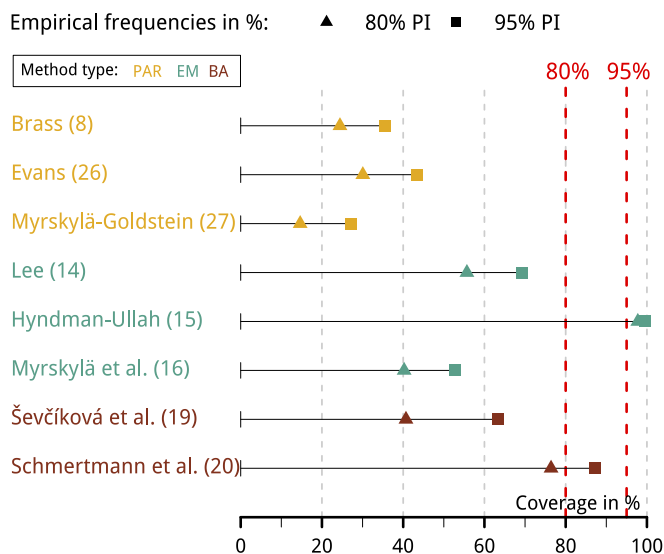 Empirical frequencies in %: 80% PI 95% PI
Method type: PAR EM BA
80% 95%
Brass (8)
Evans (26)
Myrskylä-Goldstein (27)
Lee (14)
Hyndman-Ullah (15)
Myrskylä et al. (16)
Ševčíková et al. (19)
Schmertmann et al. (20)
Coverage in %
0 20 40 60 80 100